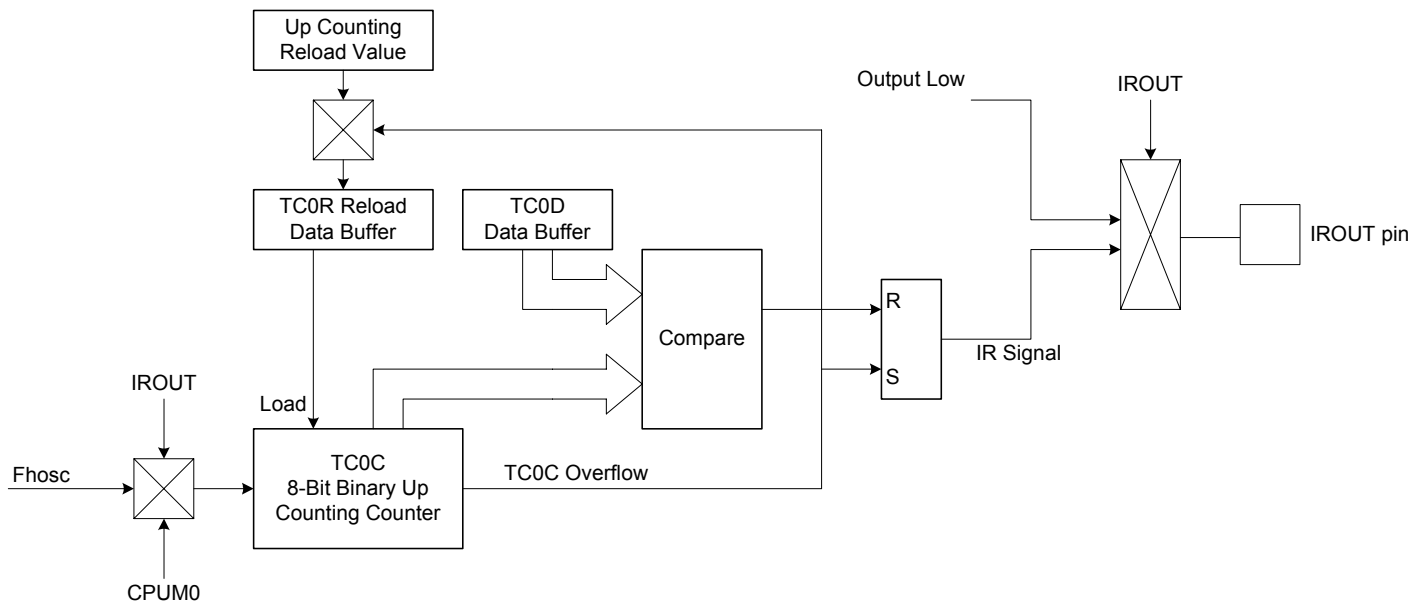 Up Counting
Reload Value
Output Low
IROUT
TC0R Reload
Data Buffer
TC0D
Data Buffer
IROUT pin
R
Compare
S
IR Signal
IROUT
Load
Fhosc
TC0C
8-Bit Binary Up
Counting Counter
TC0C Overflow
CPUM0